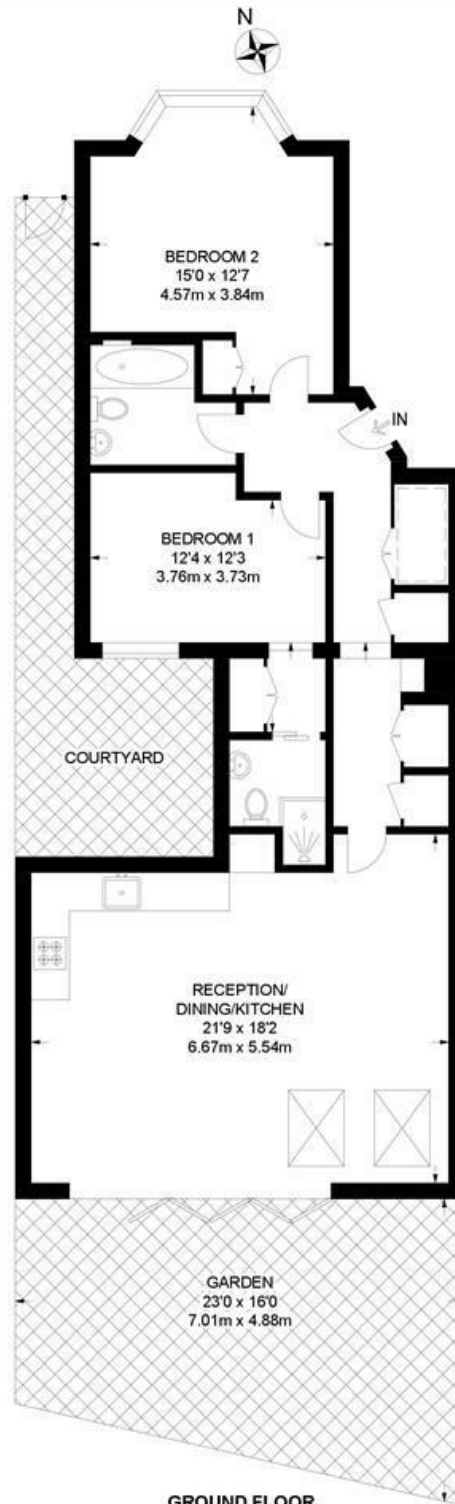 N
BEDROOM 2
15'0 x 12'7
4.57m x 3.84m
IN
BEDROOM 1
12'4 x 12'3
3.76m x 3.73m
COURTYARD
RECEPTION/
DINING/KITCHEN
21'9 x 18'2
6.67m x 5.54m
GARDEN
23'0 x 16'0
7.01m x 4.88m
GROUND FLOOR